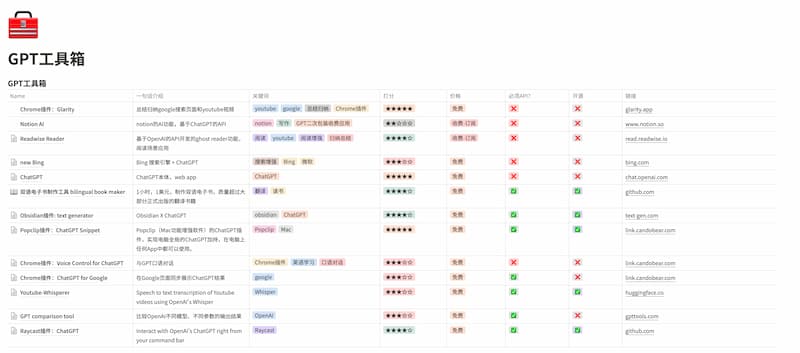 GPT工具箱
GPT工具箱
Name 一句话介绍 关键词 打分 价格 必须API? 开源 链接
Chrome插件：Glarity 总结归纳google搜索页面和youtube视频 youtube google 总结归纳 Chrome插件 ★★★★★ 免费 ❌ ❌ glarity.app
Notion AI notion的AI功能，基于ChatGPT的API notion 写作 GPT二次包装收费应用 ★★☆☆☆ 收费-订阅 ❌ ❌ www.notion.so
Readwise Reader 基于OpenAI的API开发的ghost reader功能， 阅读 youtube 阅读增强 归纳总结 ★★★★☆ 收费-订阅 ❌ ❌ read.readwise.io
阅读场景应用
new Bing Bing 搜索引擎 + ChatGPT 搜索增强 Bing 微软 ★★★☆☆ 免费 ❌ ❌ bing.com
ChatGPT ChatGPT本体，web app ChatGPT ★★★★★ 免费 ❌ ❌ chat.openai.com
双语电子书制作工具 bilingual book maker 1小时，1美元，制作双语电子书，质量超过大 翻译 读书 ★★★★☆ 免费 ✅ ✅ github.com
部分正式出版的翻译书籍
Obsidian插件: text generator Obsidian X ChatGPT obsidian ChatGPT ★★★★★ 免费 ✅ ✅ text-gen.com
Popclip插件：ChatGPT Snippet Popclip（Mac功能增强软件）的ChatGPT插 Popclip Mac ★★★★★ 免费 ✅ ✅ link.candobear.com
件，实现电脑全局的ChatGPT加持，在电脑上
任何App中都可以使用。
Chrome插件：Voice Control for ChatGPT 与GPT口语对话 Chrome插件 英语学习 口语对话 ★★★☆☆ 免费 ❌ ❌ link.candobear.com
Chrome插件：ChatGPT for Google 在Google页面同步展示ChatGPT结果 google ★★★☆☆ 免费 ✅ ✅ link.candobear.com
Youtube-Whisperer Speech to text transcription of Youtube Whisper ★★★☆☆ 免费 ✅ ✅ huggingface.co
videos using OpenAI's Whisper
GPT comparison tool 比较OpenAI不同模型、不同参数的输出结果 OpenAI ★★★☆☆ 免费 ✅ ❌ gpttools.com
Raycast插件：ChatGPT Interact with OpenAI's ChatGPT right from Raycast ★★★★☆ 免费 ✅ ✅ github.com
your command bar